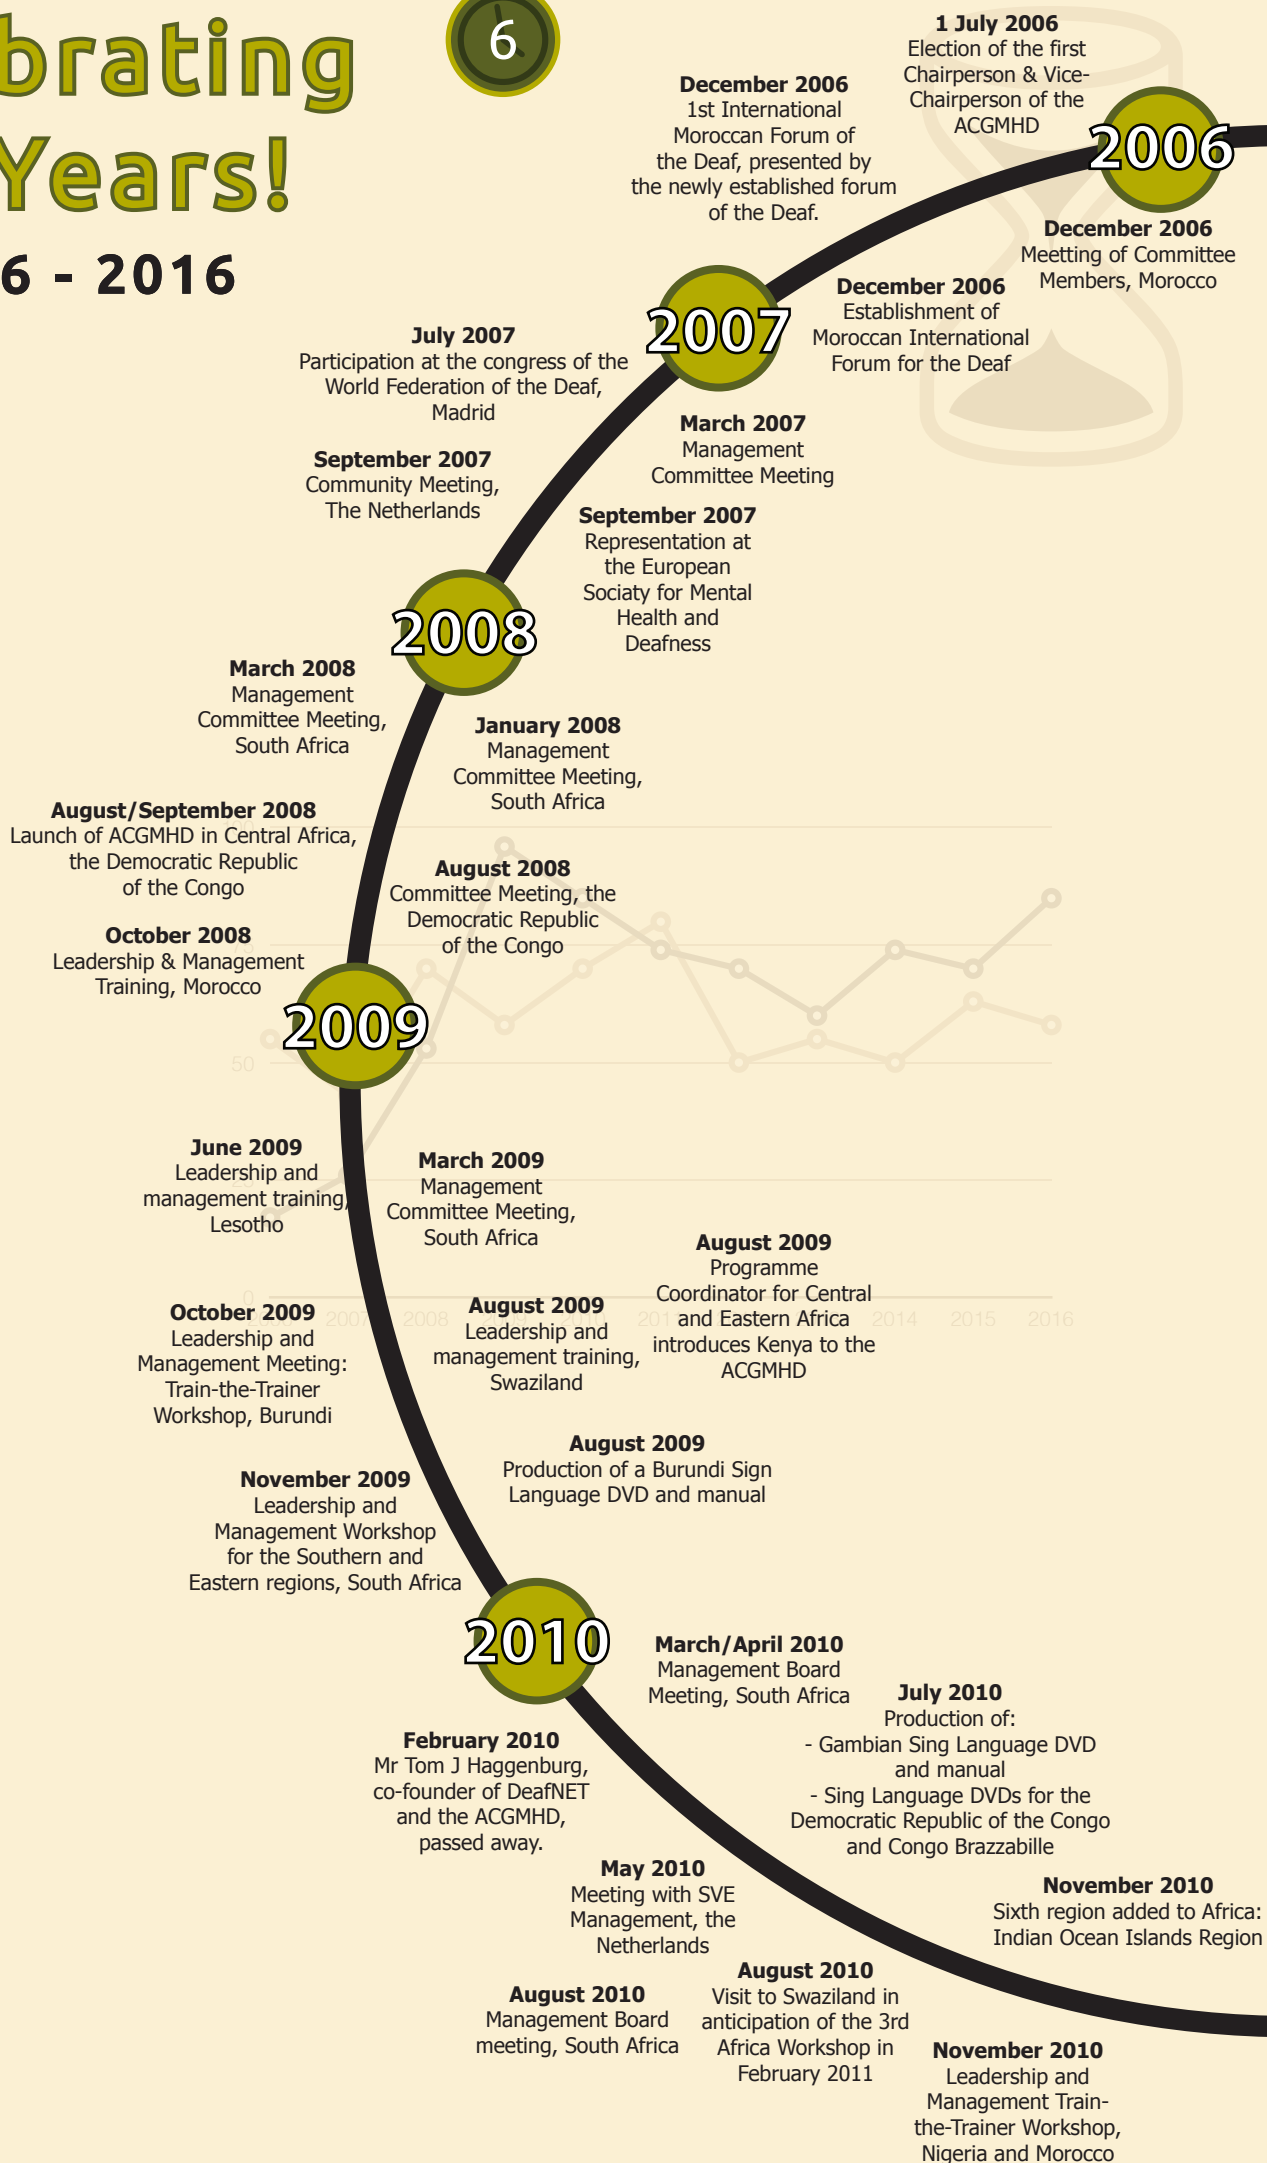 brating
Years!
6 - 2016
6
1 July 2006
Election of the first
Chairperson & Vice-
Chairperson of the
ACGMHD
December 2006
1st International
Moroccan Forum of
the Deaf, presented by
the newly established forum
of the Deaf.
2006
December 2006
Meetting of Committee
Members, Morocco
December 2006
Establishment of
Moroccan International
Forum for the Deaf
2007
July 2007
Participation at the congress of the
World Federation of the Deaf,
Madrid
March 2007
Management
Committee Meeting
September 2007
Community Meeting,
The Netherlands
September 2007
Representation at
the European
Sociaty for Mental
Health and
Deafness
2008
March 2008
Management
Committee Meeting,
South Africa
January 2008
Management
Committee Meeting,
South Africa
August/September 2008
Launch of ACGMHD in Central Africa,
the Democratic Republic
of the Congo
August 2008
Committee Meeting, the
Democratic Republic
of the Congo
October 2008
Leadership & Management
Training, Morocco
2009
50
June 2009
Leadership and
management training,
Lesotho
March 2009
Management
Committee Meeting,
South Africa
August 2009
Programme
Coordinator for Central
and Eastern Africa
introduces Kenya to the
ACGMHD
August 2009
Leadership and
management training,
Swaziland
October 2009
Leadership and
Management Meeting:
Train-the-Trainer
Workshop, Burundi
0
2007 2008 2009 2010 2014 2015 2016
August 2009
Production of a Burundi Sign
Language DVD and manual
November 2009
Leadership and
Management Workshop
for the Southern and
Eastern regions, South Africa
2010
March/April 2010
Management Board
Meeting, South Africa
July 2010
Production of:
- Gambian Sing Language DVD
and manual
- Sing Language DVDs for the
Democratic Republic of the Congo
and Congo Brazzabille
February 2010
Mr Tom J Haggenburg,
co-founder of DeafNET
and the ACGMHD,
passed away.
May 2010
Meeting with SVE
Management, the
Netherlands
November 2010
Sixth region added to Africa:
Indian Ocean Islands Region
August 2010
Management Board
meeting, South Africa
August 2010
Visit to Swaziland in
anticipation of the 3rd
Africa Workshop in
February 2011
November 2010
Leadership and
Management Train-
the-Trainer Workshop,
Nigeria and Morocco